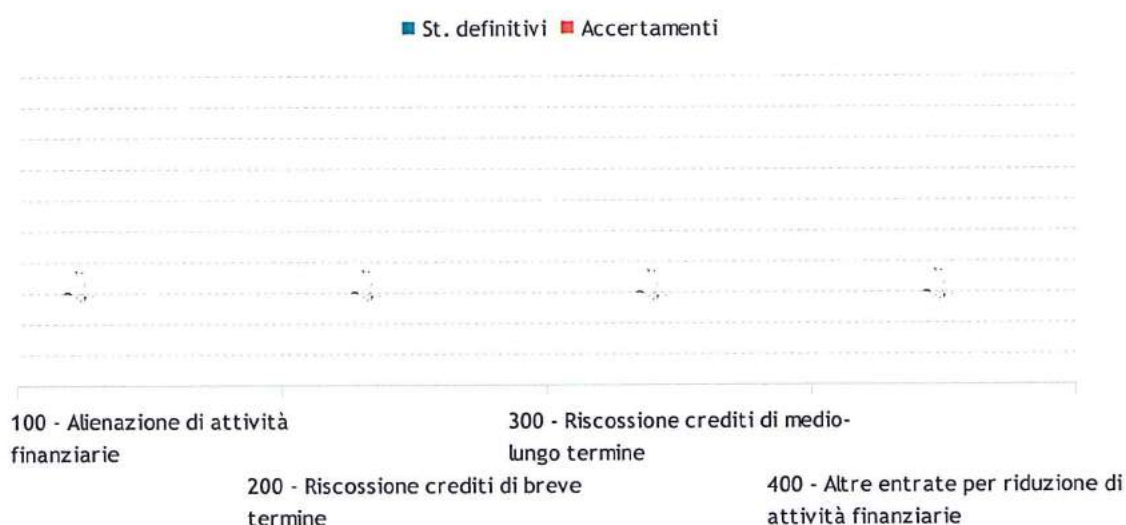 St. definitivi Accertamenti
100 - Alienazione di attività
finanziarie
200 - Riscossione crediti di breve
termine
300 - Riscossione crediti di medio-
lungo termine
400 - Altre entrate per riduzione di
attività finanziarie